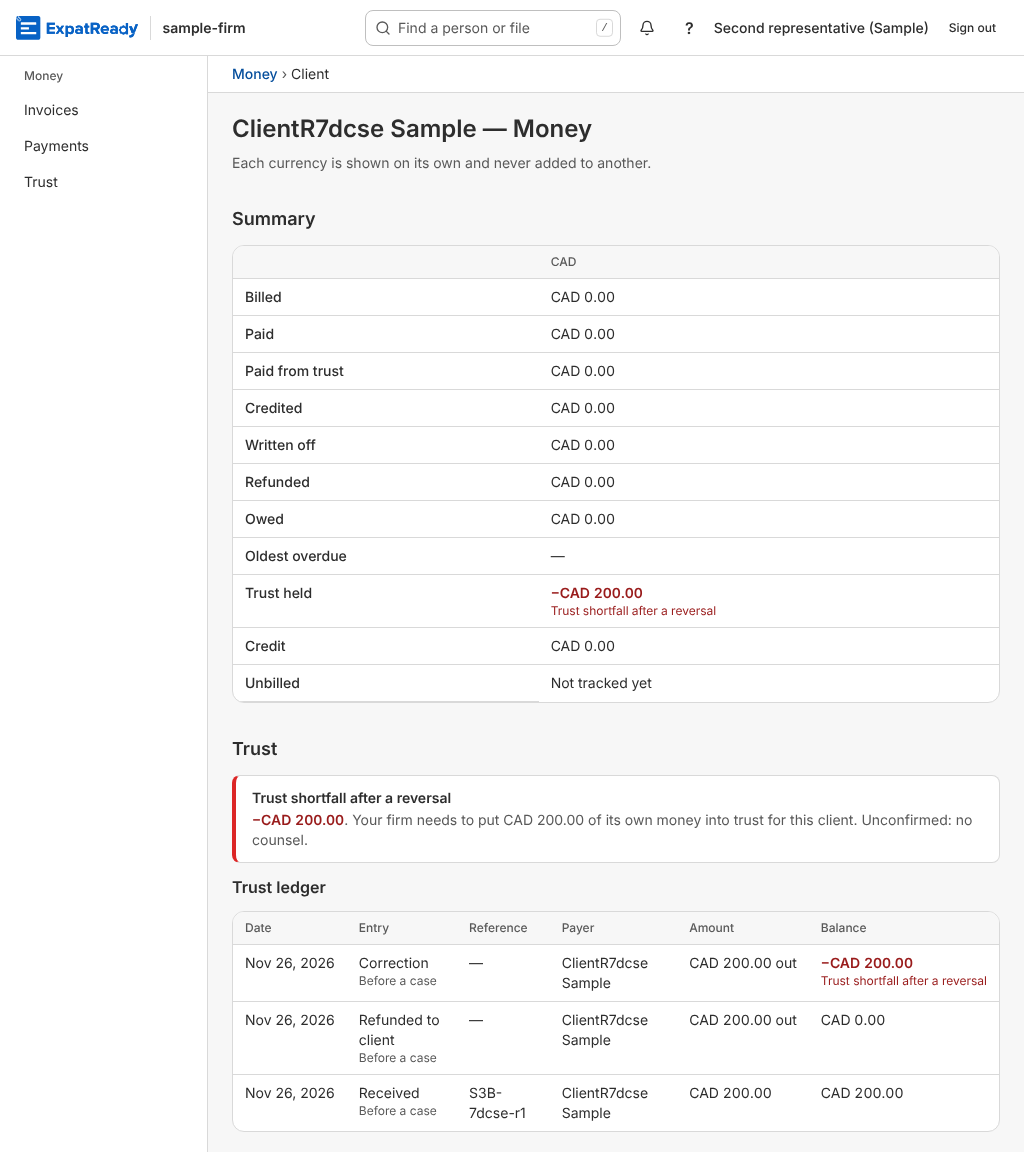 ExpatReady
sample-firm
Find a person or file
/
?
Second representative (Sample)
Sign out
Money
Invoices
Payments
Trust
Money › Client
ClientR7dcse Sample — Money
Each currency is shown on its own and never added to another.
Summary
CAD
Billed CAD 0.00
Paid CAD 0.00
Paid from trust CAD 0.00
Credited CAD 0.00
Written off CAD 0.00
Refunded CAD 0.00
Owed CAD 0.00
Oldest overdue —
Trust held −CAD 200.00
Trust shortfall after a reversal
Credit CAD 0.00
Unbilled Not tracked yet
Trust
Trust shortfall after a reversal
−CAD 200.00. Your firm needs to put CAD 200.00 of its own money into trust for this client. Unconfirmed: no
counsel.
Trust ledger
Date Entry Reference Payer Amount Balance
Nov 26, 2026 Correction — ClientR7dcse CAD 200.00 out −CAD 200.00
Before a case Sample Trust shortfall after a reversal
Nov 26, 2026 Refunded to — ClientR7dcse CAD 200.00 out CAD 0.00
client Sample
Before a case
Nov 26, 2026 Received S3B- ClientR7dcse CAD 200.00 CAD 200.00
Before a case 7dcse-r1 Sample